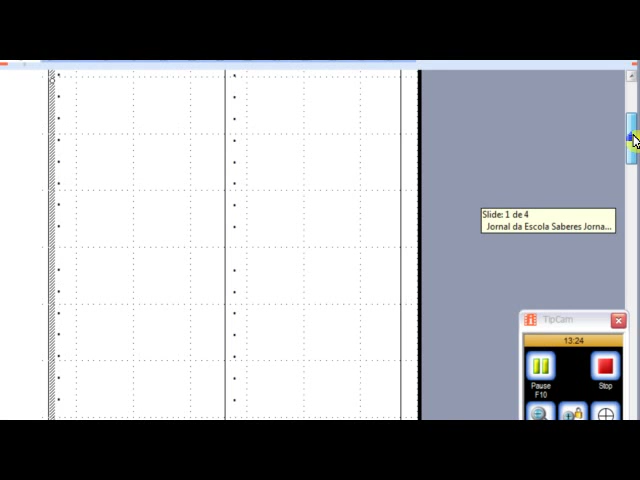 Slide: 1 de 4
Jornal da Escola Saberes Jorna...
TipCam
13:24
Pause
F10
Stop